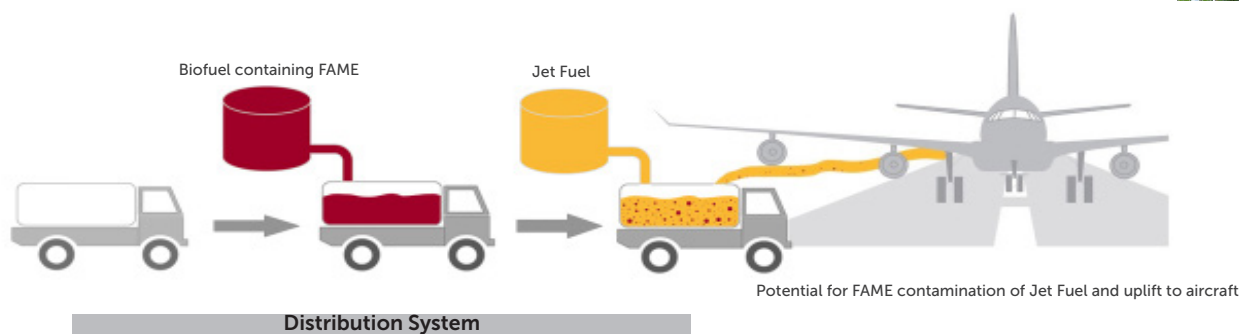 Biofuel containing FAME
Jet Fuel
Potential for FAME contamination of Jet Fuel and uplift to aircraft
Distribution System